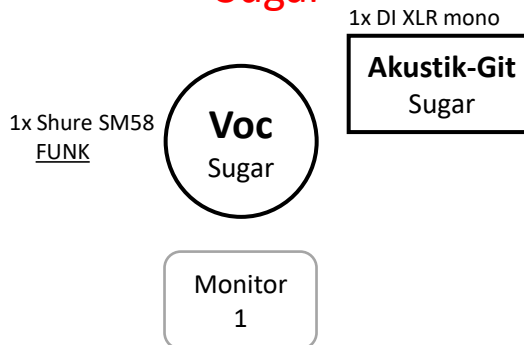 Sugar
1x DI XLR mono
Akustik-Git
Sugar
1x Shure SM58
FUNK
Voc
Sugar
Monitor
1